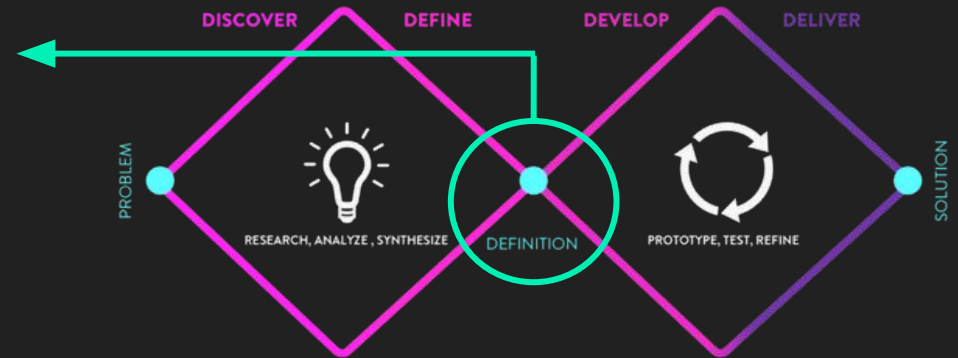 DISCOVER
DEFINE
DEVELOP
DELIVER
PROBLEM
RESEARCH, ANALYZE , SYNTHESIZE
DEFINITION
PROTOTYPE, TEST, REFINE
SOLUTION